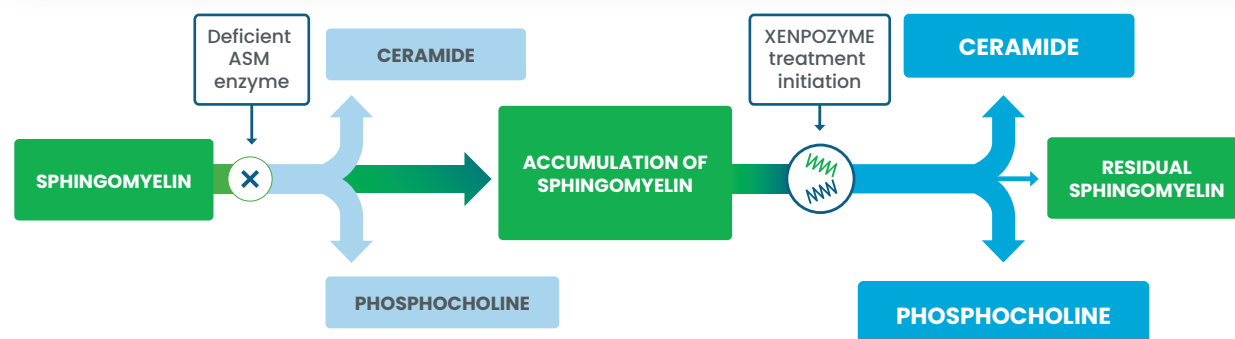 Deficient
ASM
enzyme
CERAMIDE
SPHINGOMYELIN
PHOSPHOCHOLINE
ACCUMULATION OF
SPHINGOMYELIN
XENPOZYME
treatment
initiation
CERAMIDE
RESIDUAL
SPHINGOMYELIN
PHOSPHOCHOLINE